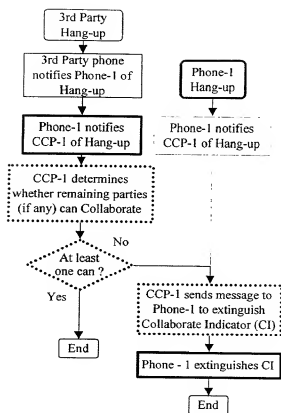 3rd Party
Hang-up
3rd Party phone
notifies Phone-1 of
Hang-up
Phone-1
Hang-up
Phone-1 notifies
CCP-1 of Hang-up
Phone-1 notifies
CCP-1 of Hang-up
CCP-1 determines
whether remaining parties
(if any) can Collaborate
At least
one can ?
No
Yes
End
CCP-1 sends message to
Phone-1 to extinguish
Collaborate Indicator (CI)
Phone - 1 extinguishes CI
End